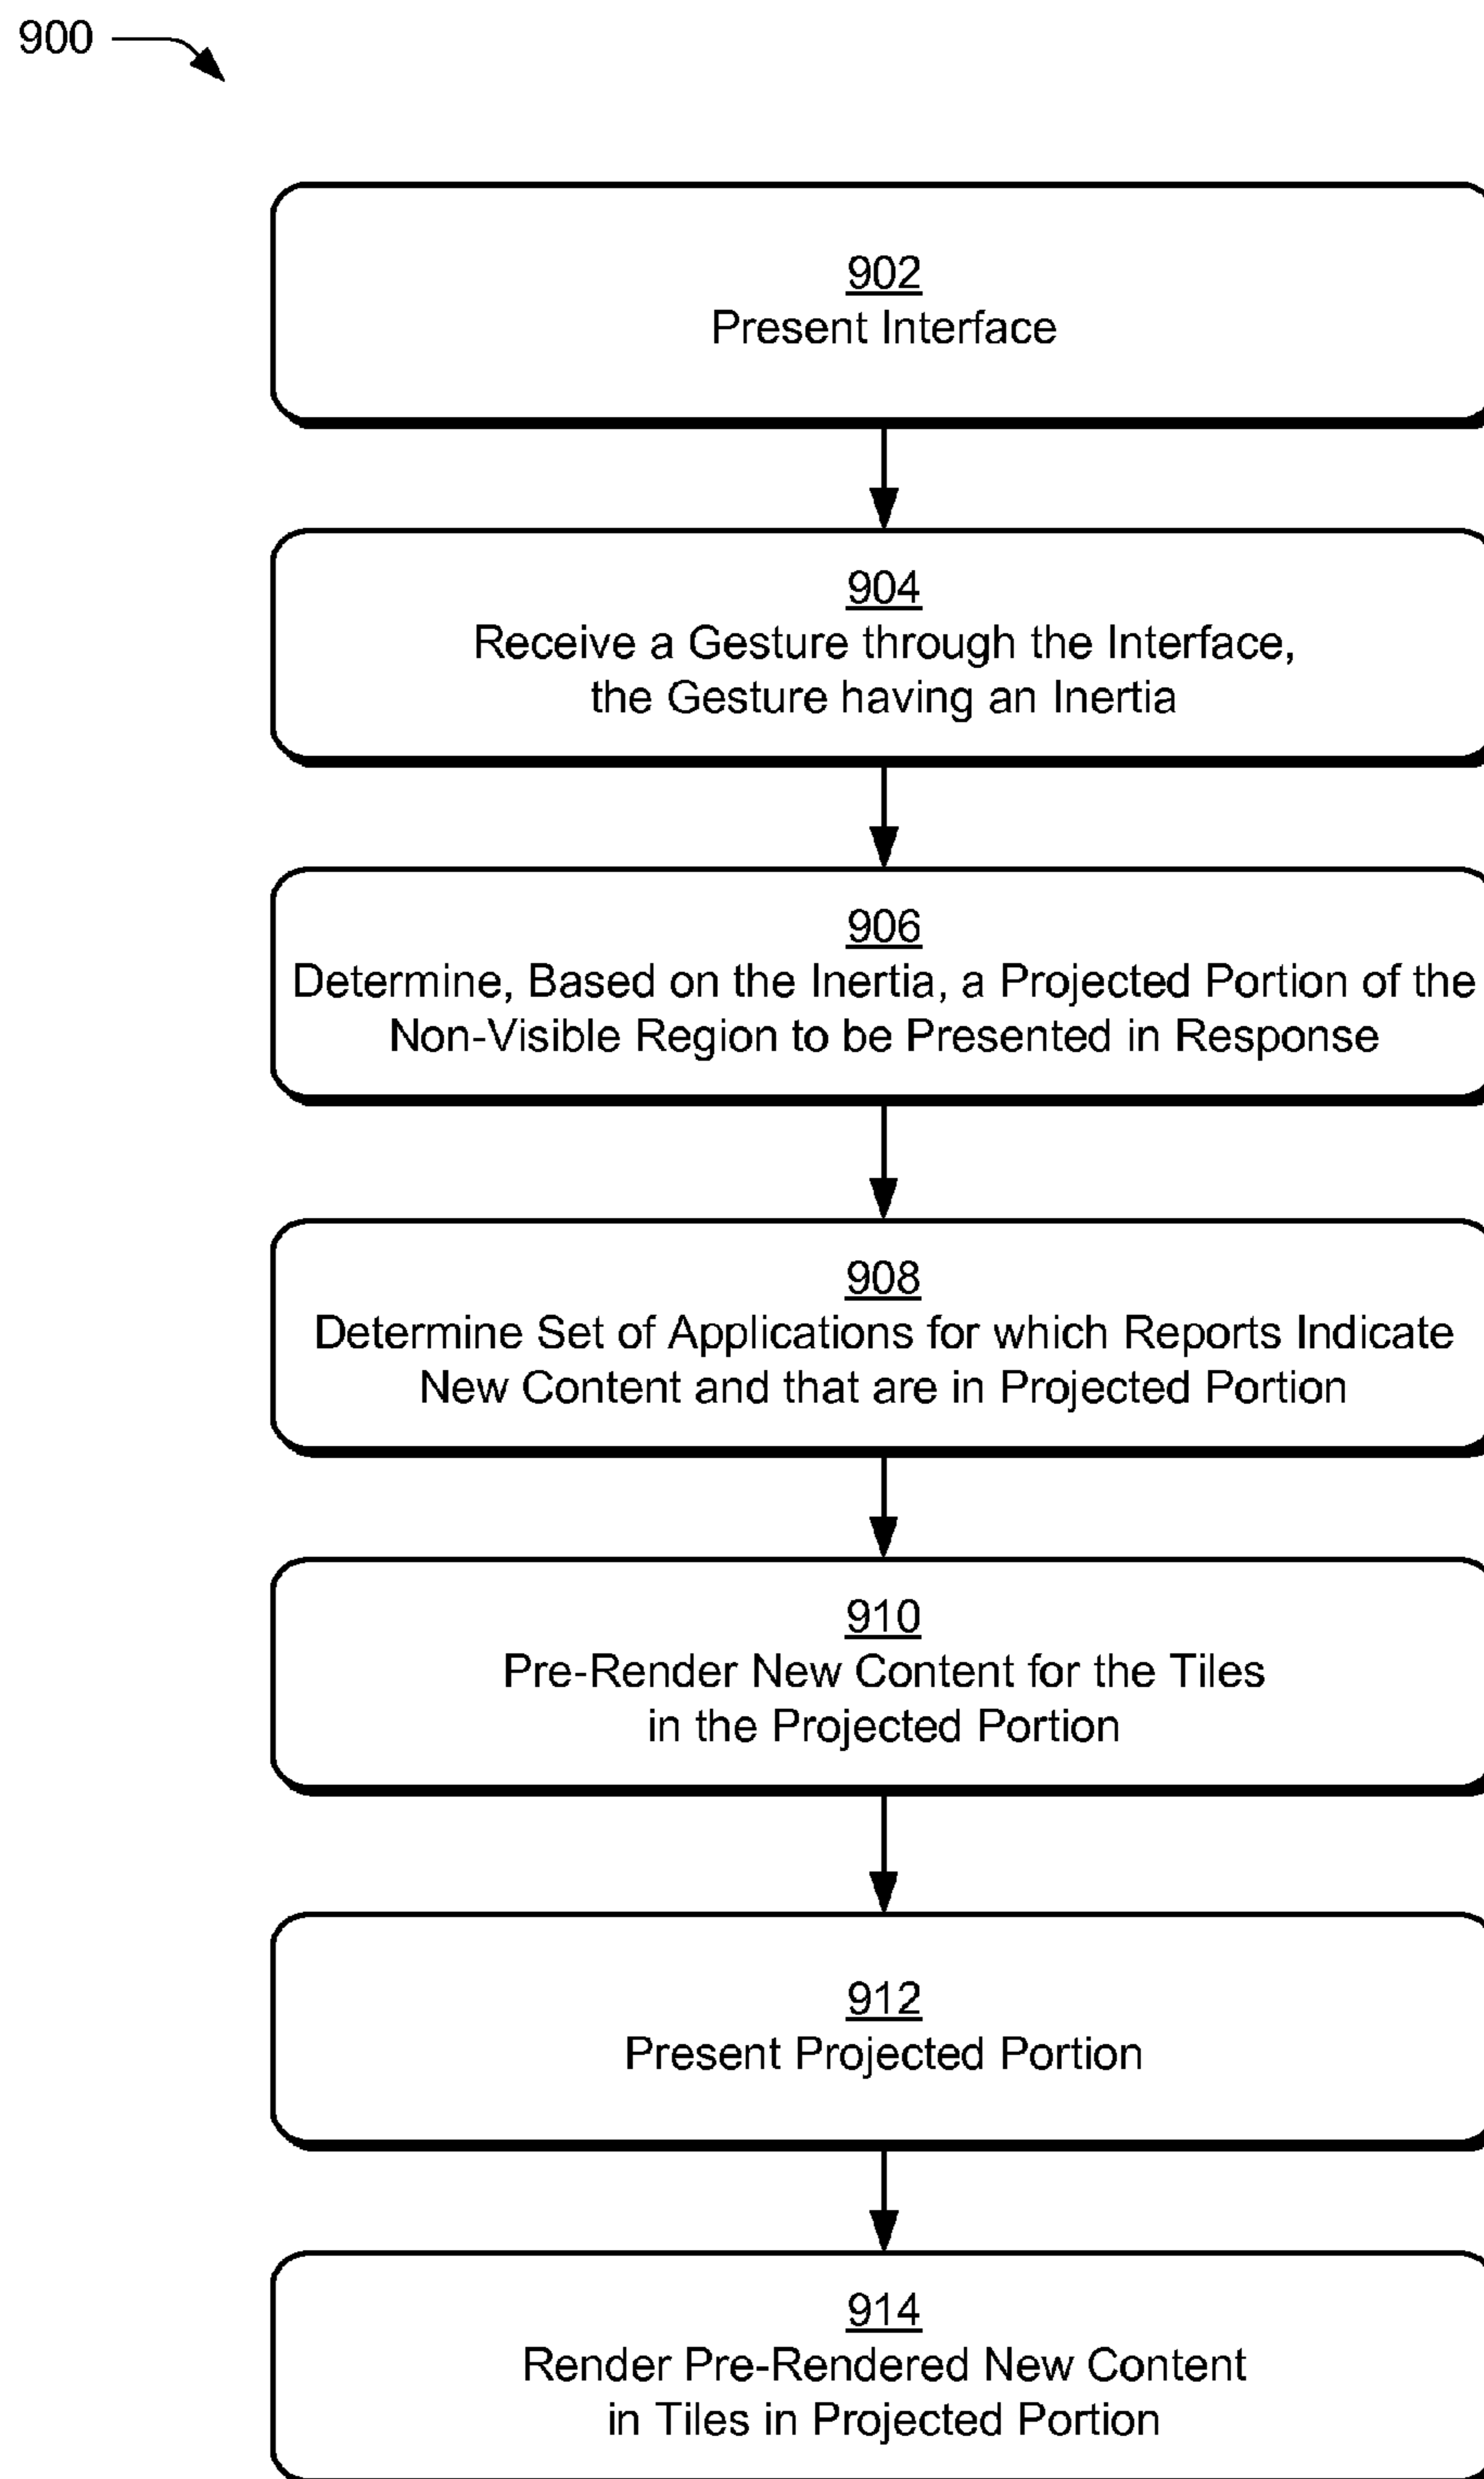 900
902
Present Interface
904
Receive a Gesture through the Interface,
the Gesture having an Inertia
906
Determine, Based on the Inertia, a Projected Portion of the
Non-Visible Region to be Presented in Response
908
Determine Set of Applications for which Reports Indicate
New Content and that are in Projected Portion
910
Pre-Render New Content for the Tiles
in the Projected Portion
912
Present Projected Portion
914
Render Pre-Rendered New Content
in Tiles in Projected Portion